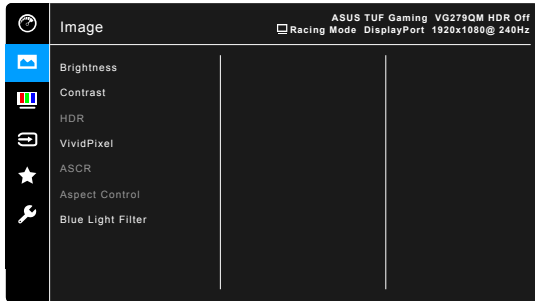 Image
ASUS TUF Gaming VG279QM HDR Off
Racing Mode DisplayPort 1920x1080@ 240Hz
Brightness
Contrast
HDR
VividPixel
ASCR
Aspect Control
Blue Light Filter